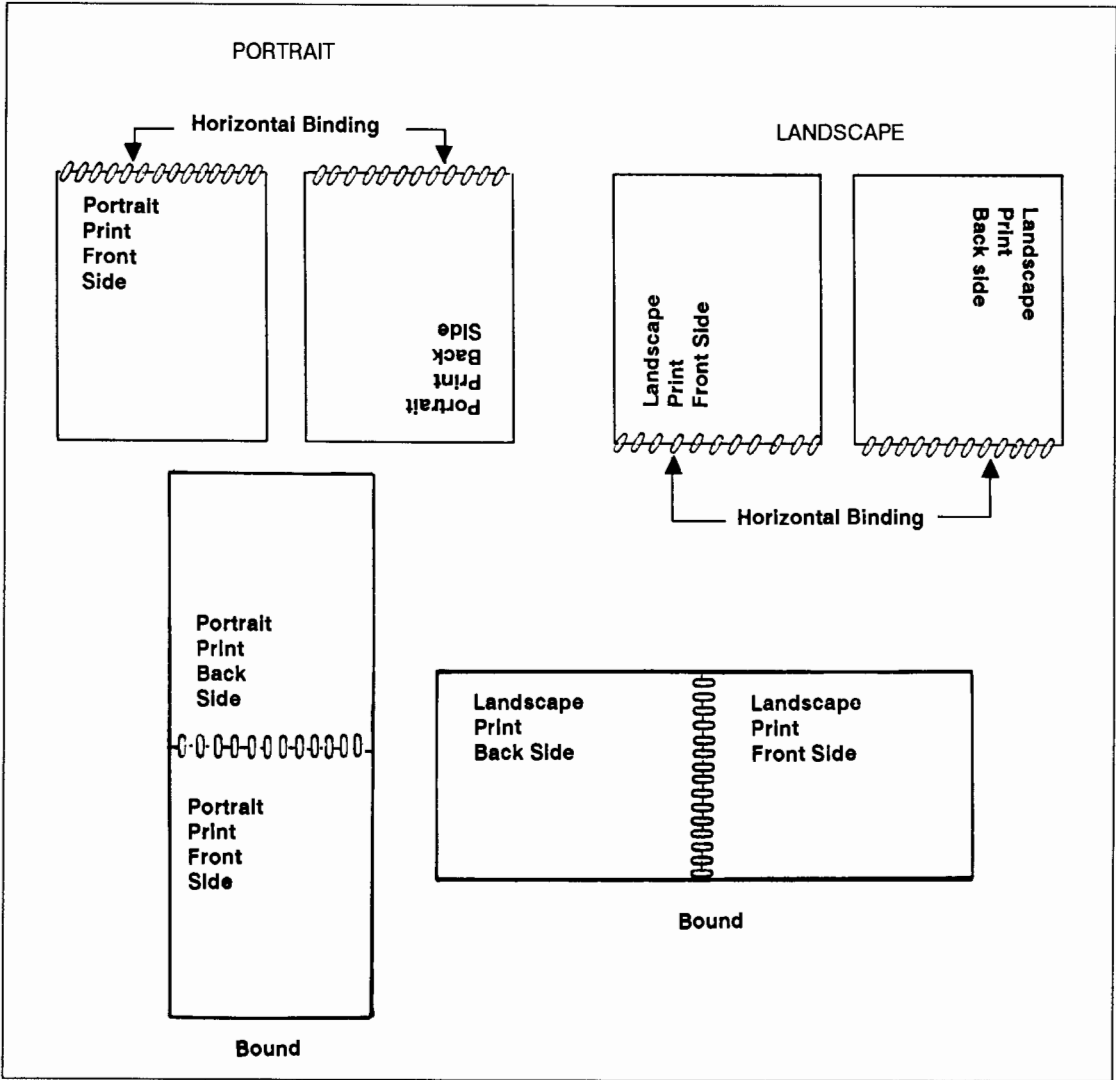 PORTRAIT
Horizontal Binding
Portrait
Print
Front
Side
Portrait
Print
Back
Side
LANDSCAPE
Landscape
Print
Front Side
Landscape
Print
Back side
Horizontal Binding
Portrait
Print
Back
Side
Portrait
Print
Front
Side
Bound
Landscape
Print
Back Side
Landscape
Print
Front Side
Bound